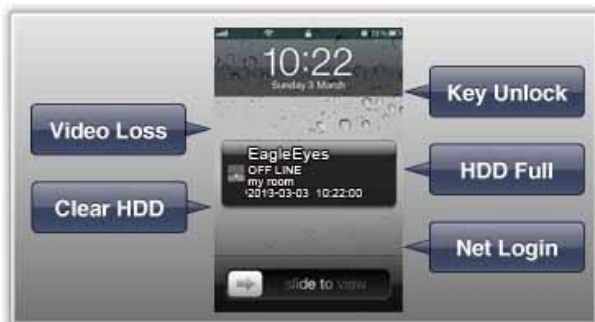 10:22
Sunday 3 March
Key Unlock
Video Loss
EagleEyes
OFF LINE
my room
2013-03-03 10:22:00
HDD Full
Clear HDD
Net Login
slide to view